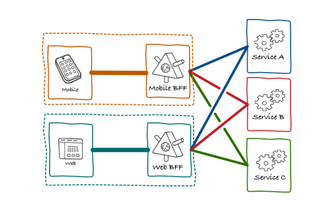 Mobile
Mobile BFF
Web
Web BFF
Service A
Service B
Service C